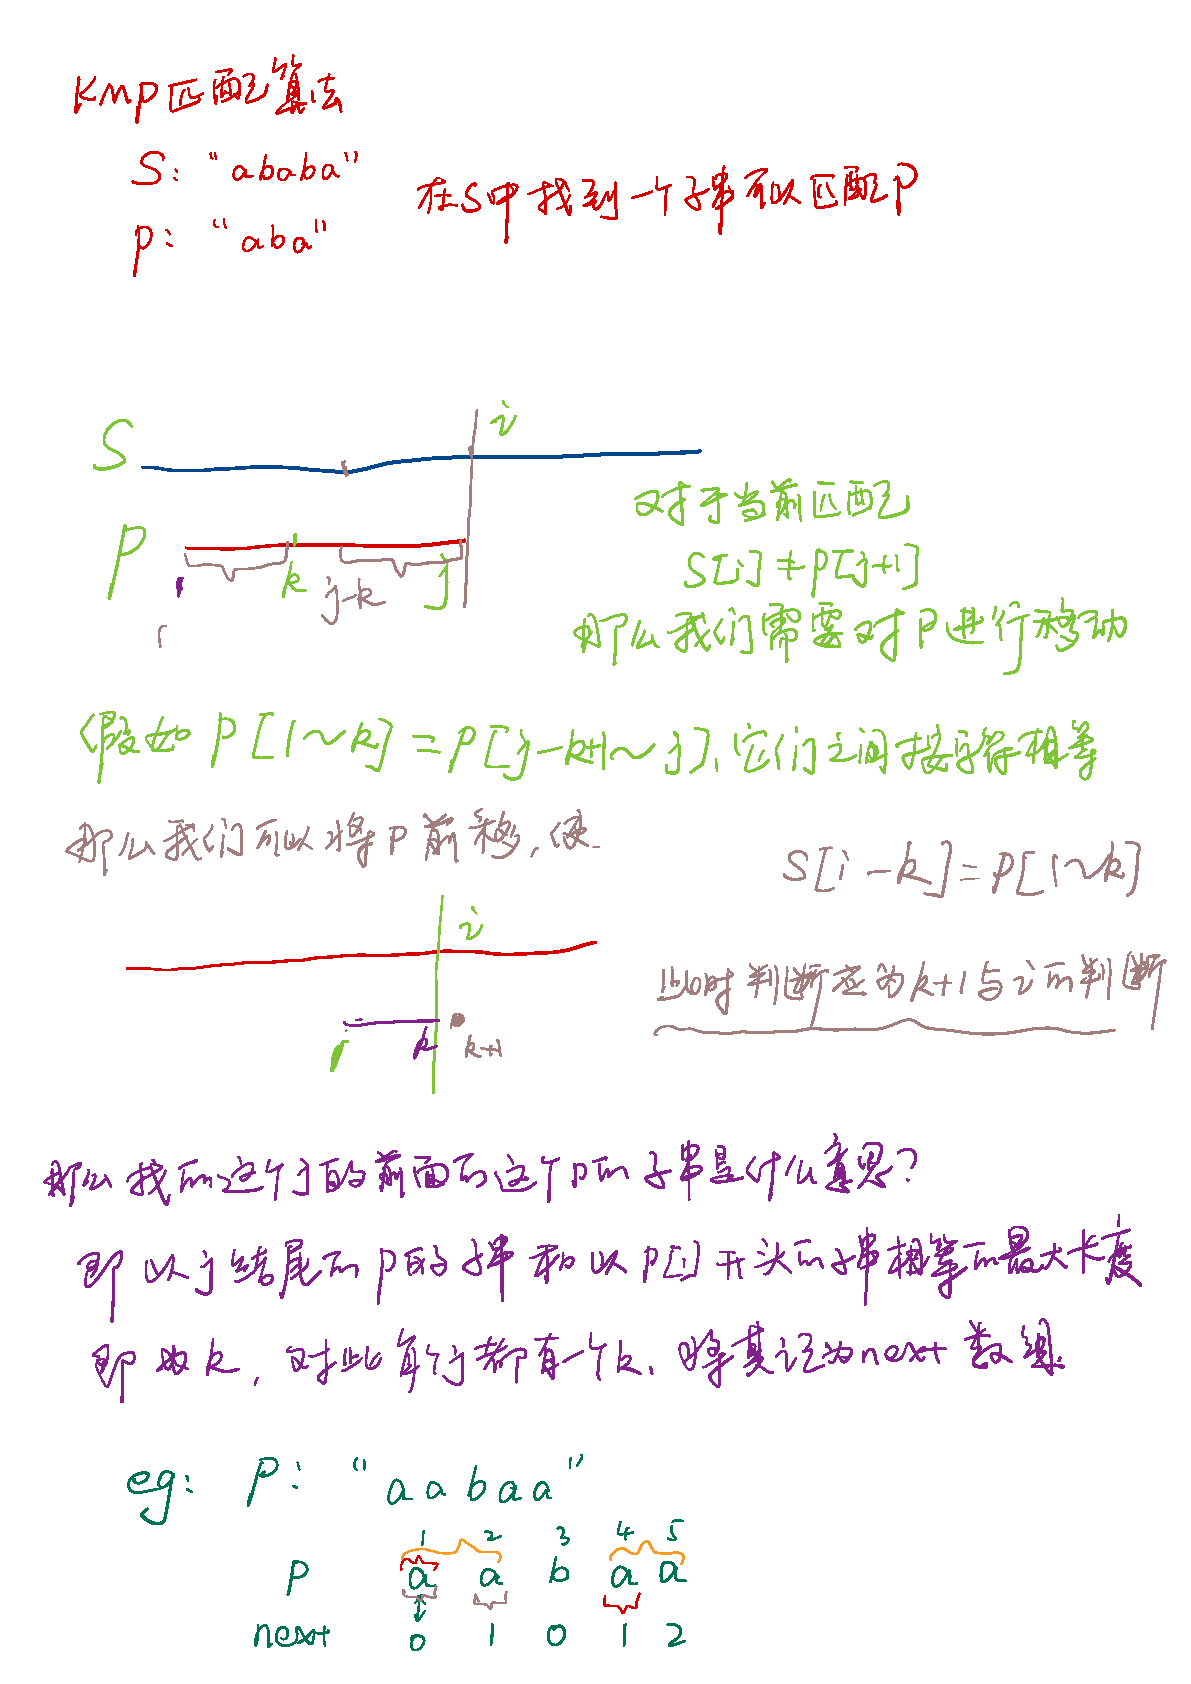 KMP匹配算法
S: "ababa"
P: "aba"
在S中找到一个子串可以匹配P
S
i
P
1
k
j-k
j
对于当前匹配
S[i] ≠ P[j+1]
那么我们需要对P进行移动
假如 P[1~k] = P[j-k+1~j], 它们之间按字符相等
那么我们可以将P前移, 使
S[i-k] = P[1~k]
i
1
k
k+1
此时判断应为k+1与i的判断
那么找的这个j的前面的这个P的子串是什么意思?
即以j结尾的P的子串和以P[1]开头的子串相等的最大长度
即为k, 对此每个j都有一个k, 将其记为next数组
eg: P: "aabaa"
1 2 3 4 5
P a a b a a
next 0 1 0 1 2